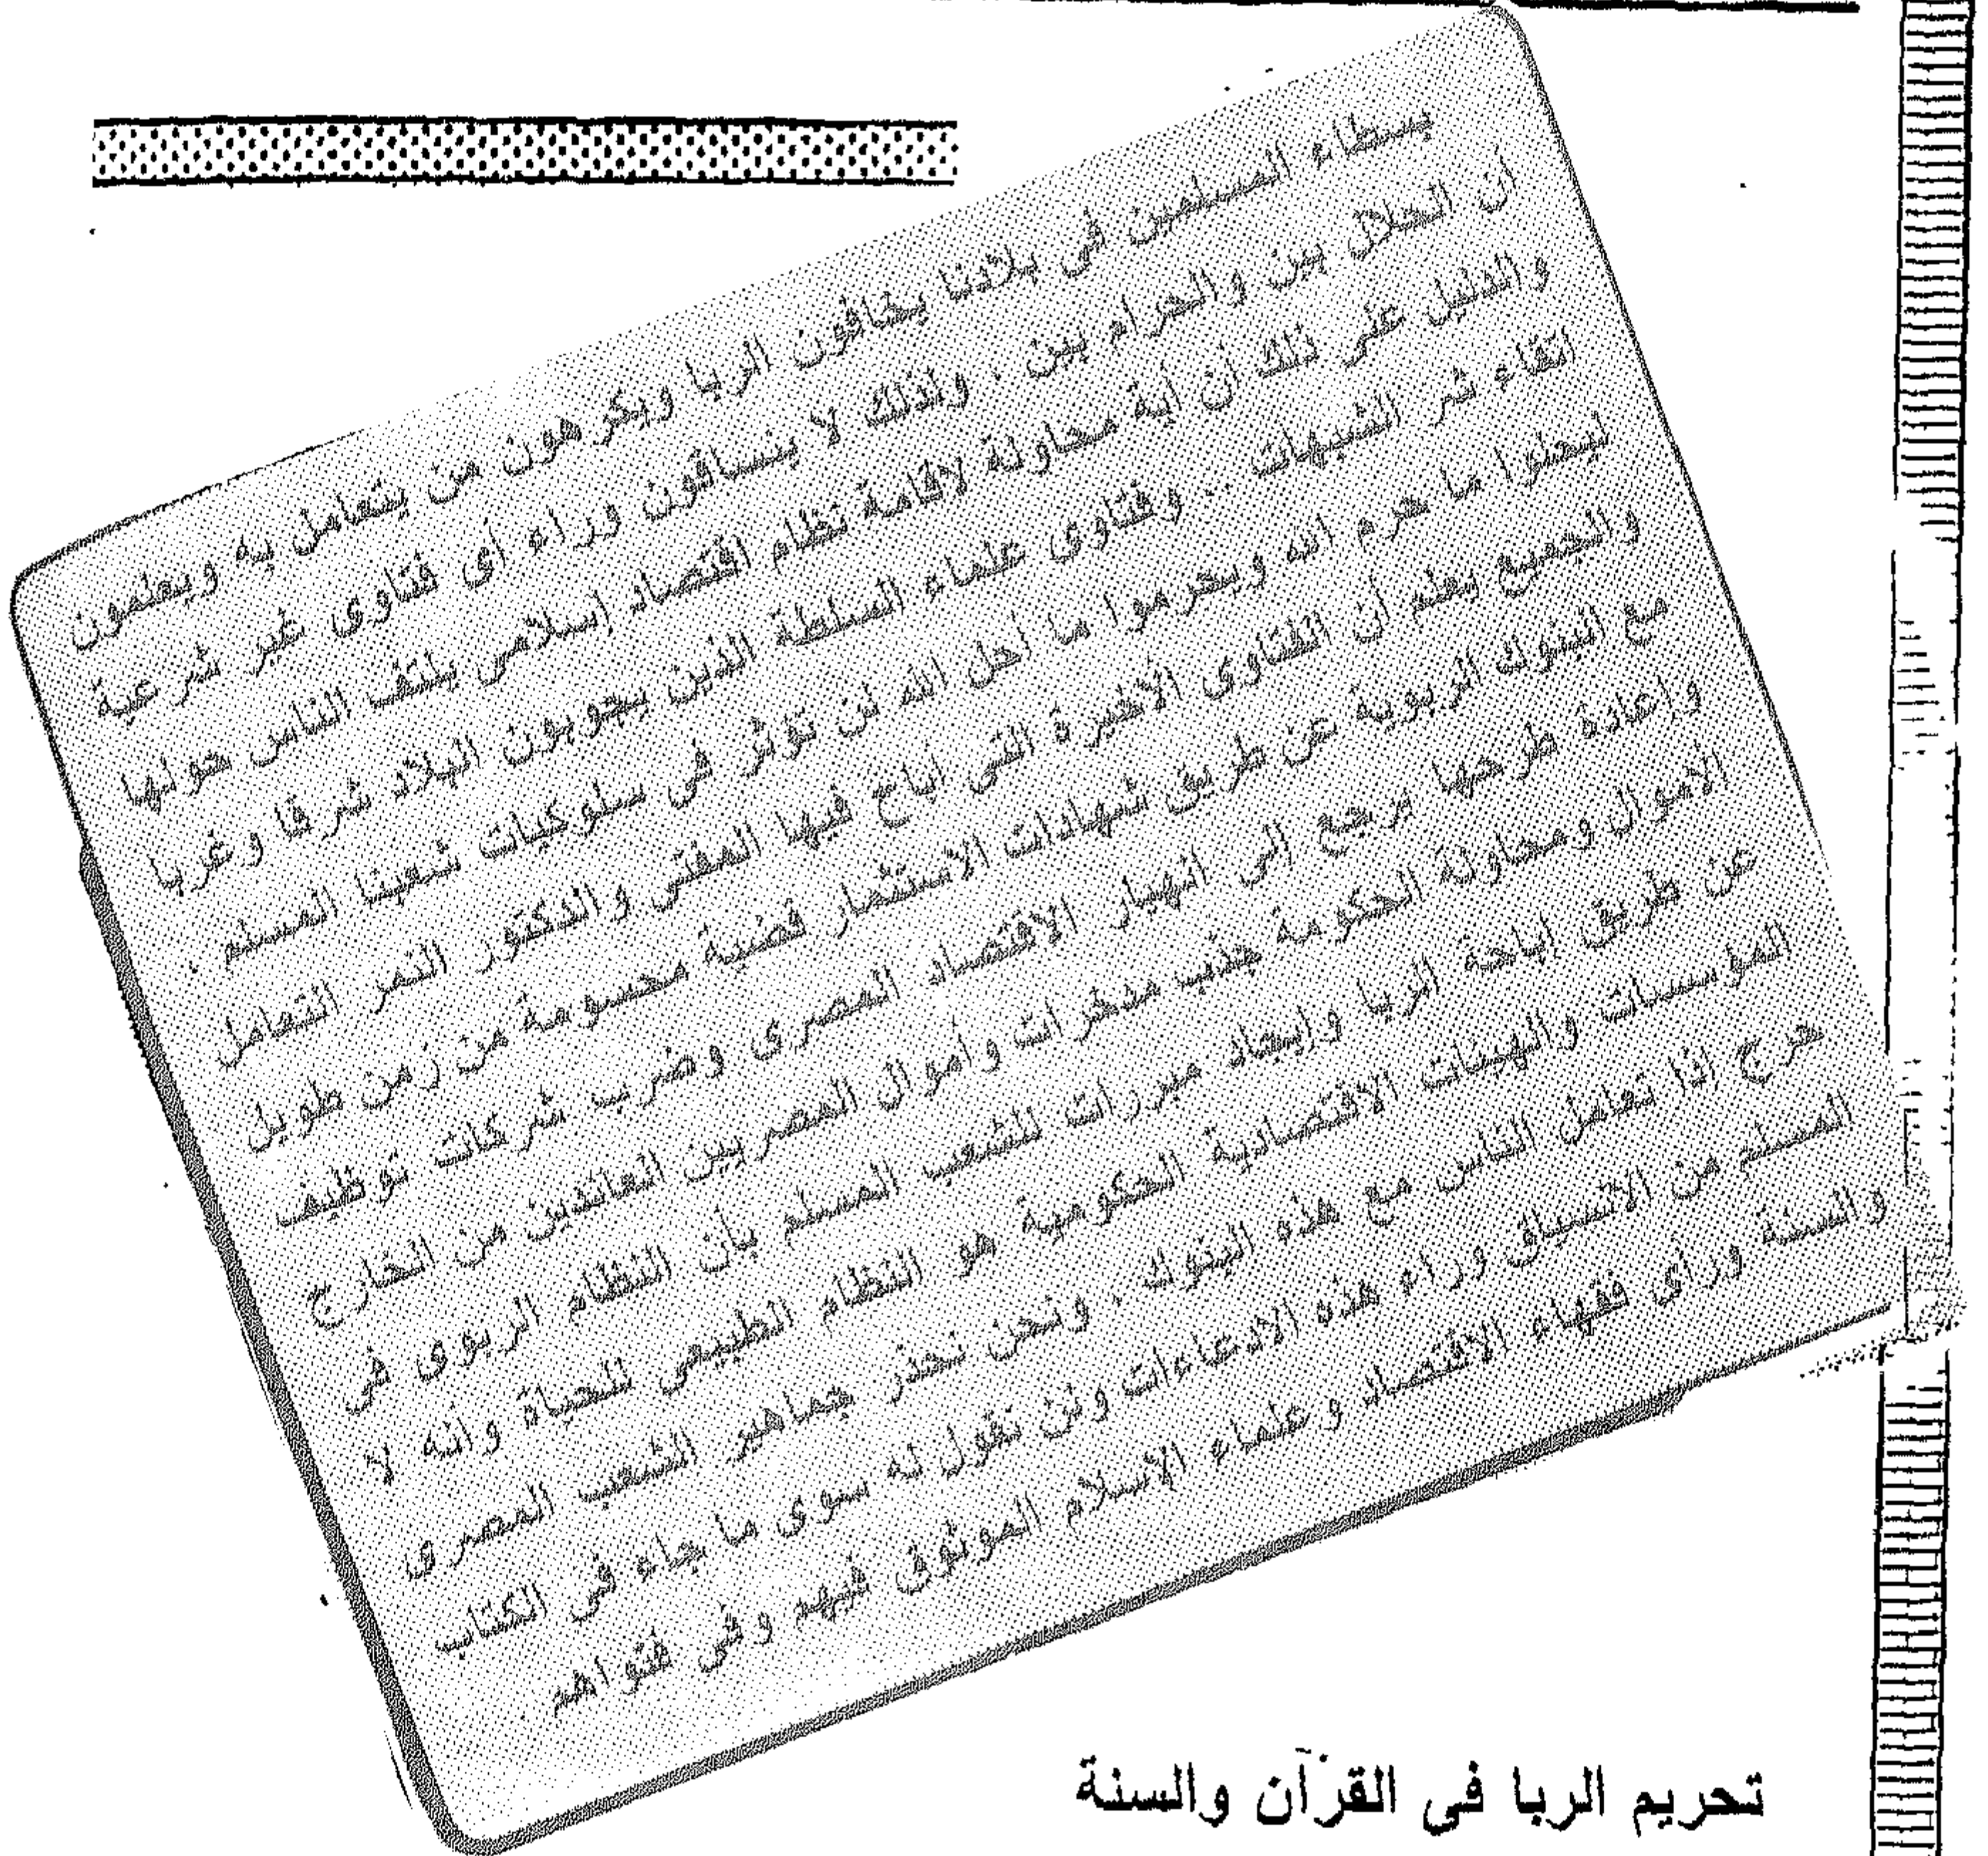 بسطاء المسلمين فى بلادنا يخافون الربا ويكرهون من يتعامل به ويعلمون
أن الحلال بين والحرام بين . ولذلك لا ينساقون وراء أى فتاوى غير شرعية
والدليل على ذلك أن أية محاولة لاقامة نظام اقتصاد إسلامى يلتف الناس حولها
اتقاء شر الشبهات .. وفتاوى علماء السلطة الذين يجوبون البلاد شرقا وغربا
ليحلوا ما حرم الله ويحرموا ما أحل الله لن تؤثر فى سلوكيات شعبنا المسلم .
والجميع يعلم أن الفتاوى الأخيرة التى أباح فيها المفتى والدكتور النمر التعامل
مع البنوك الربوية عن طريق شهادات الاستثمار قضية محسومة من زمن طويل
وإعادة طرحها يرجع إلى انهيار الاقتصاد المصرى وضرب شركات توظيف
الأموال ومحاولة الحكومة جذب مدخرات وأموال المصريين العائدين من الخارج
عن طريق إباحة الربا وإيجاد مبررات للشعب المسلم بأن النظام الربوى فى
المؤسسات والهيئات الاقتصادية الحكومية هو النظام الطبيعى للحياة وأنه لا
حرج إذا تعامل الناس مع هذه البنوك . ونحن نحذر جماهير الشعب المصرى
المسلم من الانسياق وراء هذه الادعاءات ولن نقول له سوى ما جاء فى الكتاب
والسنة ورأى فقهاء الاقتصاد وعلماء الاسلام الموثوق فيهم وفى فتواهم .
تحريم الربا فى القرآن والسنة